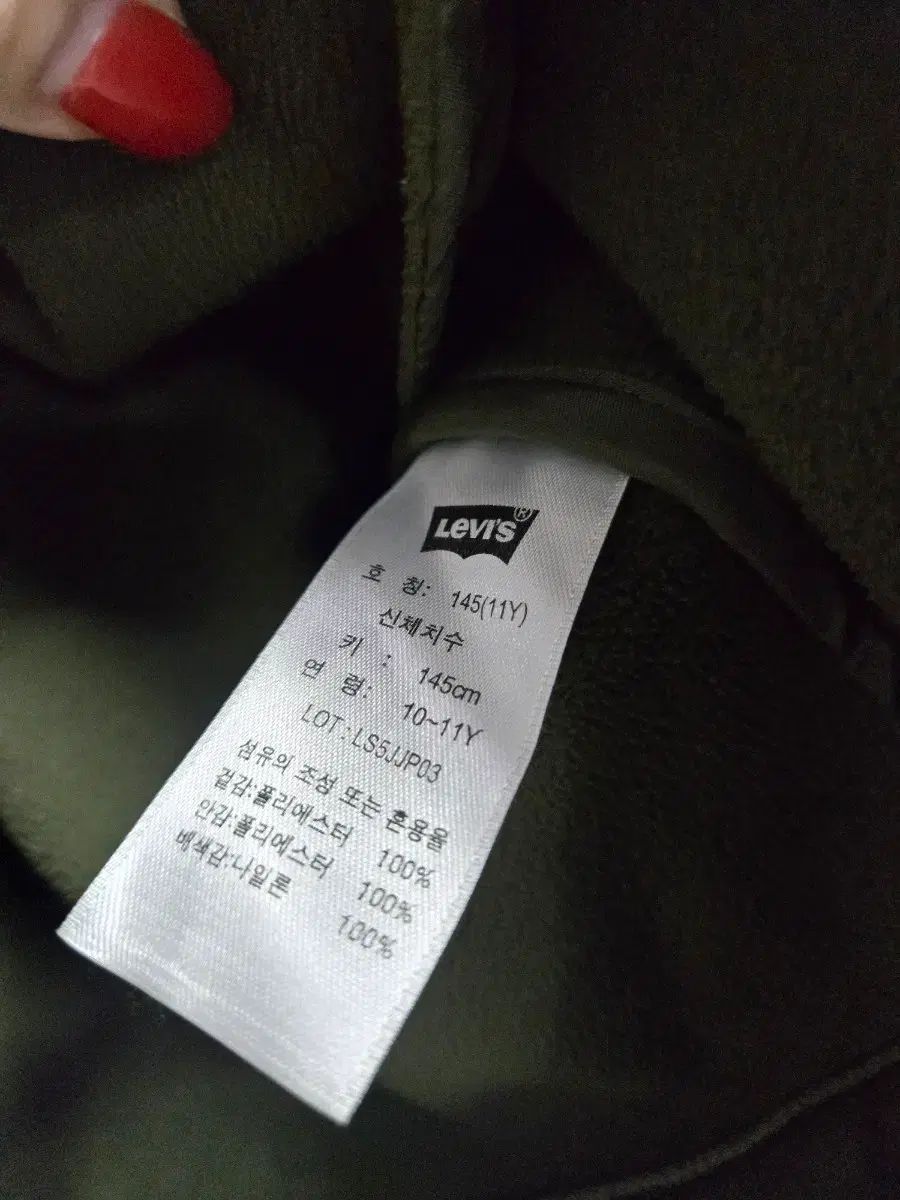 LEVI'S®
호 칭: 145(11Y)
신체치수
키 : 145cm
연 령: 10~11Y
LOT:LS5JJP03
섬유의 조성 또는 혼용율
겉감:폴리에스터 100%
안감:폴리에스터 100%
배색감:나일론 100%